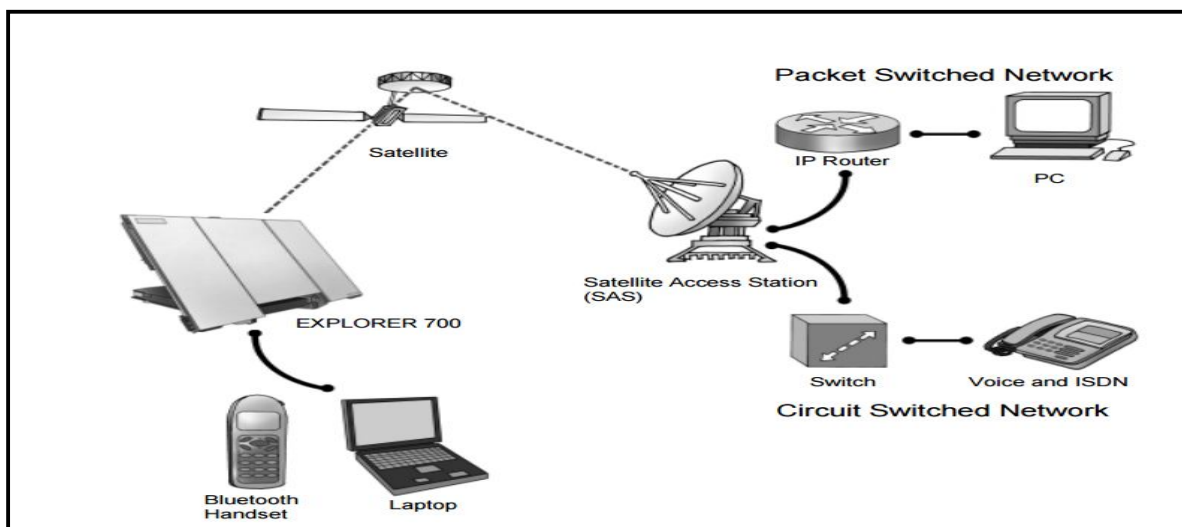 Packet Switched Network
Satellite
IP Router
PC
Satellite Access Station
(SAS)
EXPLORER 700
Switch
Voice and ISDN
Circuit Switched Network
Bluetooth
Handset
Laptop